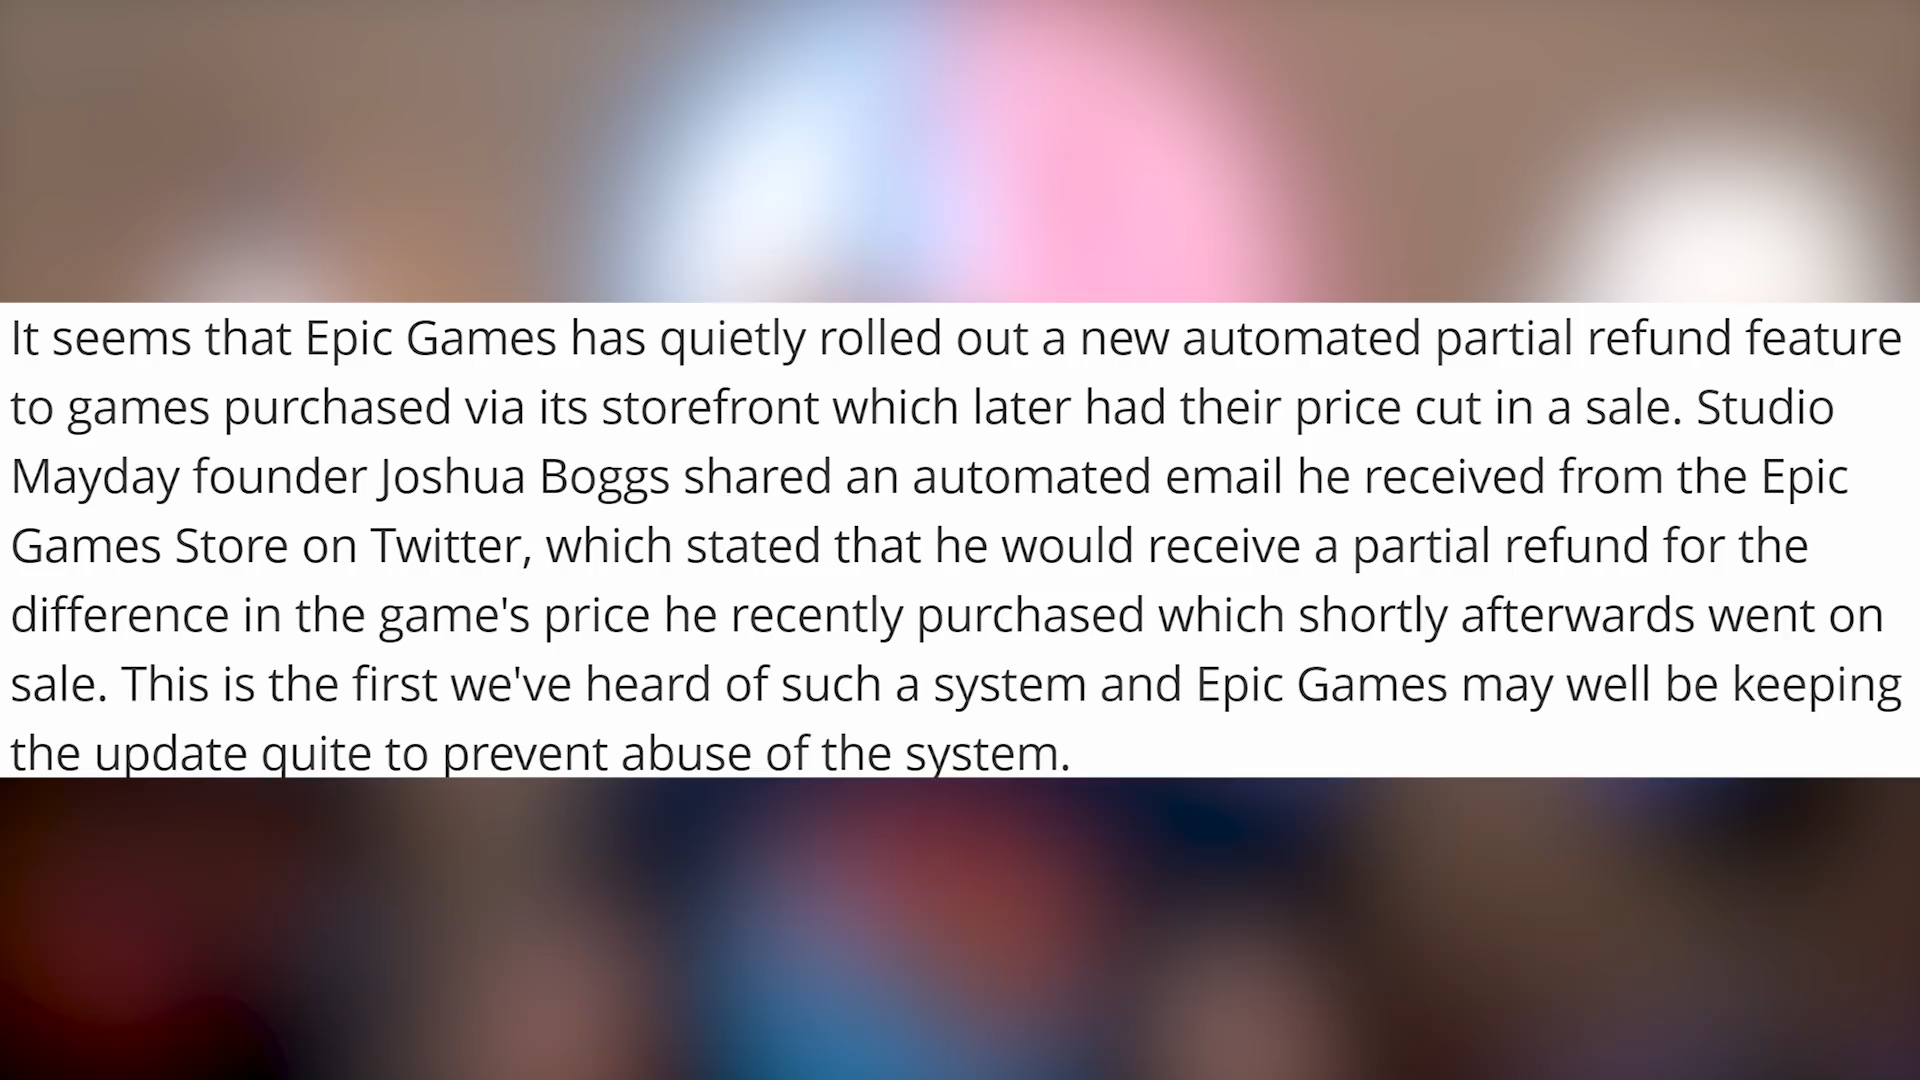 It seems that Epic Games has quietly rolled out a new automated partial refund feature
to games purchased via its storefront which later had their price cut in a sale. Studio
Mayday founder Joshua Boggs shared an automated email he received from the Epic
Games Store on Twitter, which stated that he would receive a partial refund for the
difference in the game's price he recently purchased which shortly afterwards went on
sale. This is the first we've heard of such a system and Epic Games may well be keeping
the update quite to prevent abuse of the system.